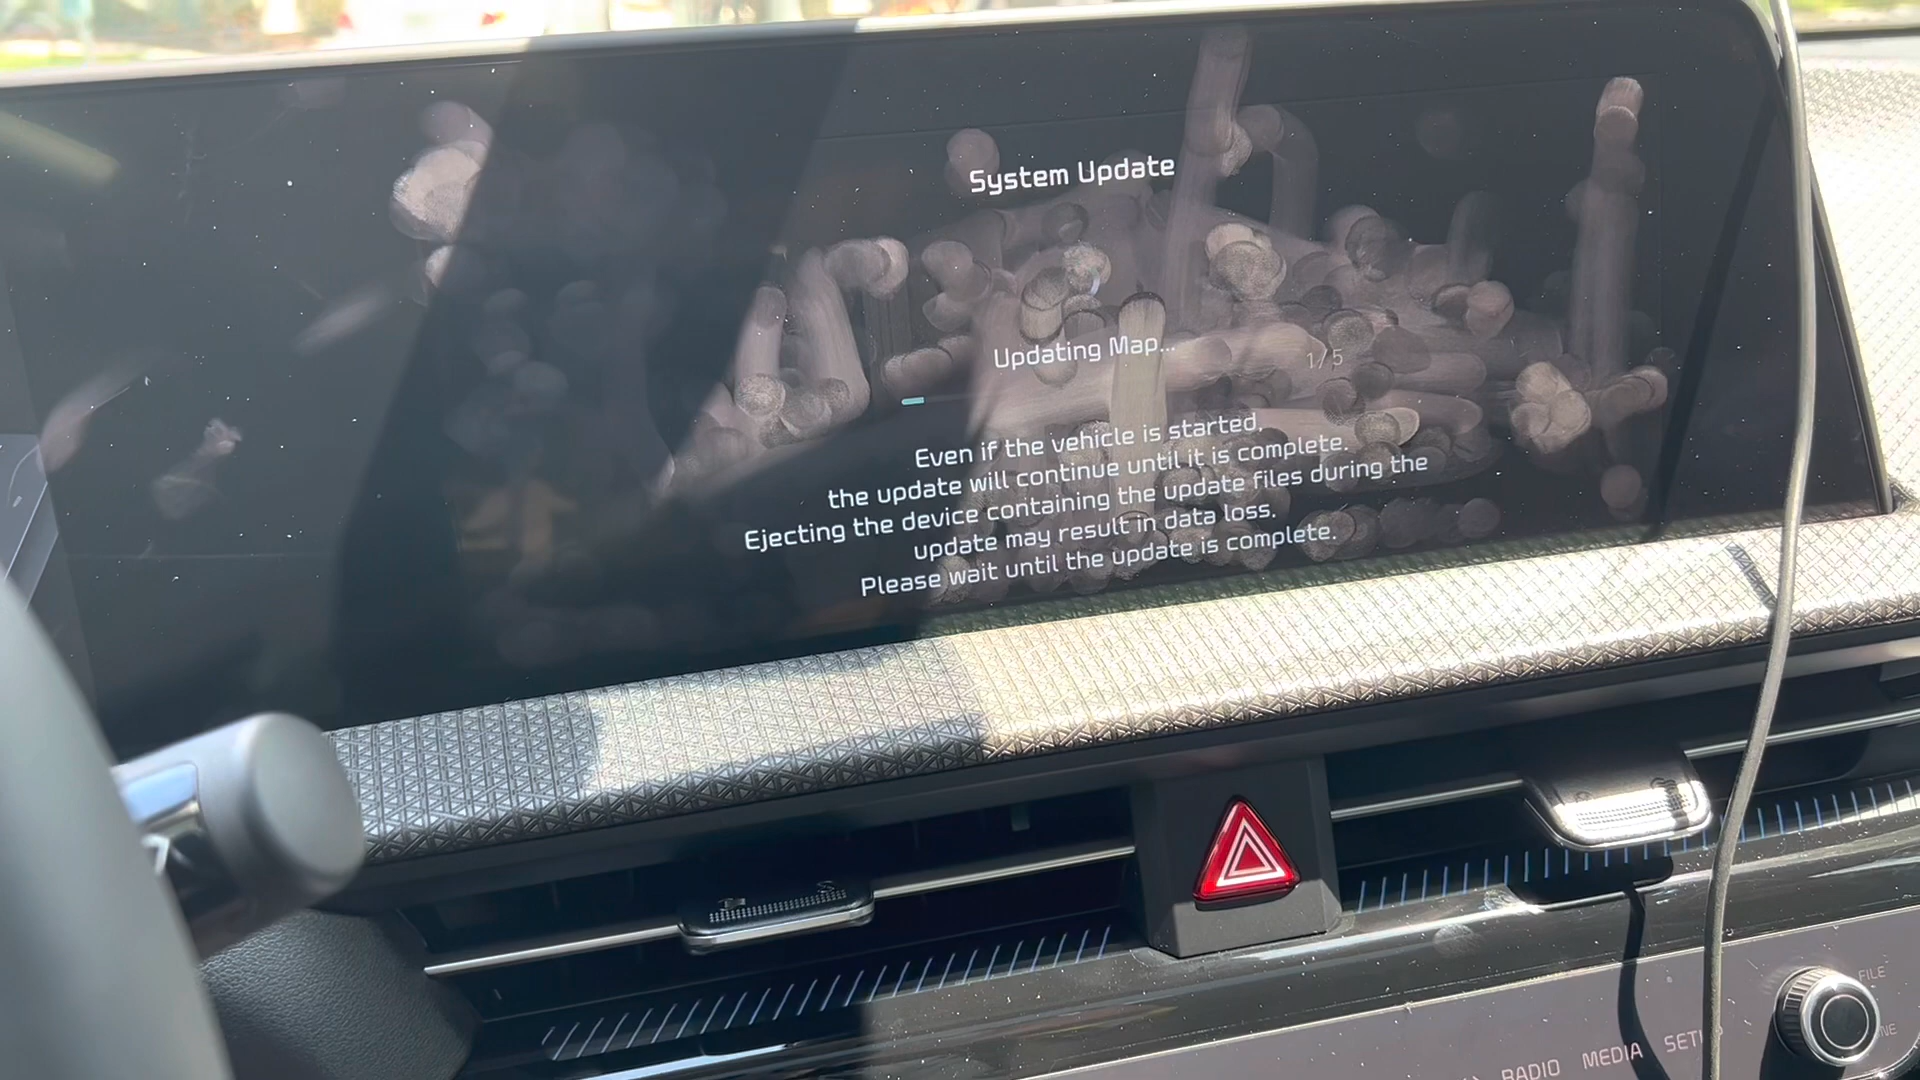 System Update
Updating Map...
1/5
Even if the vehicle is started,
the update will continue until it is complete.
Ejecting the device containing the update files during the
update may result in data loss.
Please wait until the update is complete.
FILE
RADIO MEDIA